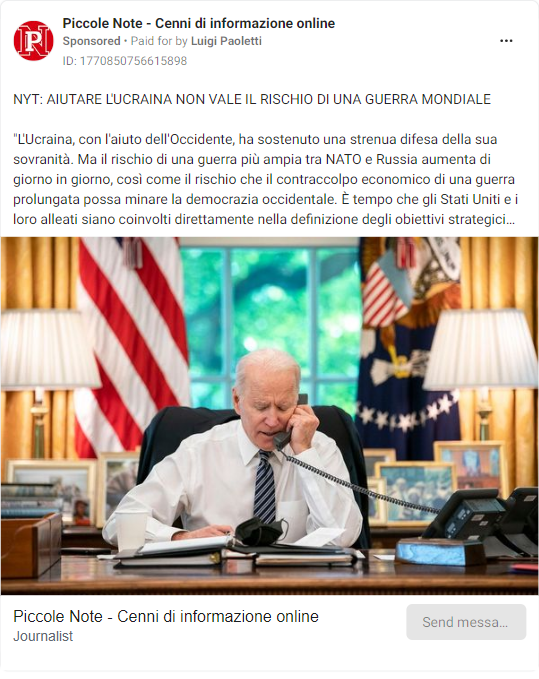 Piccole Note - Cenni di informazione online
Sponsored • Paid for by Luigi Paoletti
ID: 1770850756615898
NYT: AIUTARE L'UCRAINA NON VALE IL RISCHIO DI UNA GUERRA MONDIALE
"L'Ucraina, con l'aiuto dell'Occidente, ha sostenuto una strenua difesa della sua
sovranità. Ma il rischio di una guerra più ampia tra NATO e Russia aumenta di
giorno in giorno, così come il rischio che il contraccolpo economico di una guerra
prolungata possa minare la democrazia occidentale. È tempo che gli Stati Uniti e i
loro alleati siano coinvolti direttamente nella definizione degli obiettivi strategici...
Piccole Note - Cenni di informazione online
Journalist
Send messa...